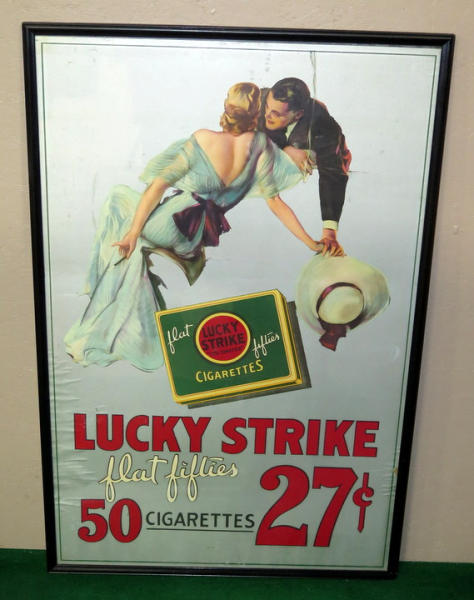 flat LUCKY STRIKE fifties
CIGARETTES
LUCKY STRIKE
flat fifties
50 CIGARETTES 27¢